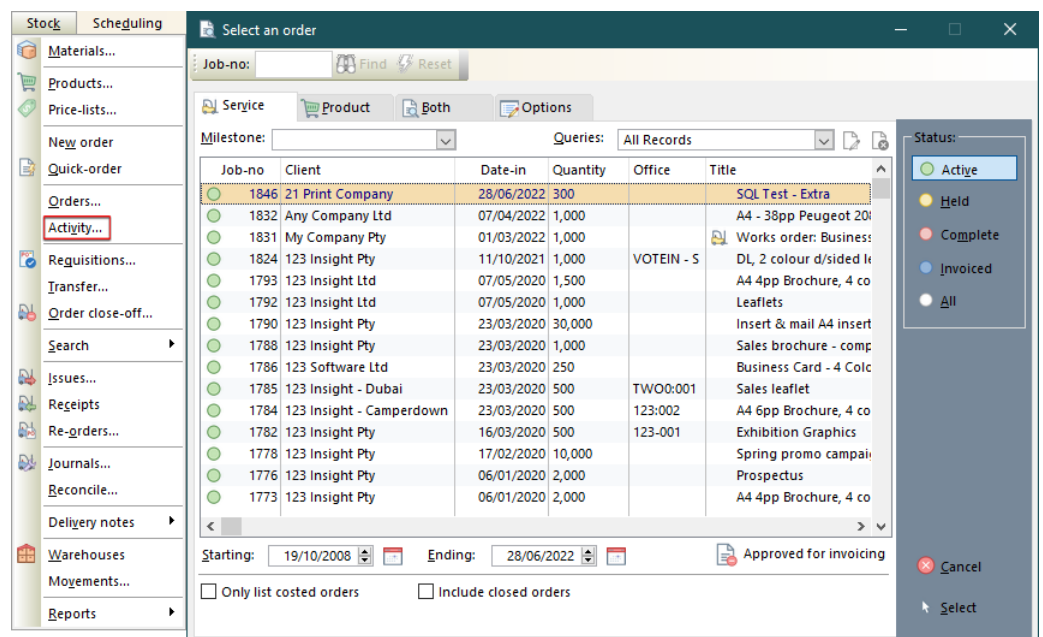 Stock Scheduling
Materials...
Products...
Price-lists...
New order
Quick-order
Orders...
Activity...
Requisitions...
Transfer...
Order close-off...
Search
Issues...
Receipts
Re-orders...
Journals...
Reconcile...
Delivery notes
Warehouses
Movements...
Reports
Select an order
Job-no: Find Reset
Service Product Both Options
Milestone: Queries: All Records
Job-no Client Date-in Quantity Office Title
1846 21 Print Company 28/06/2022 300 SQL Test - Extra
1832 Any Company Ltd 07/04/2022 1,000 A4 - 38pp Peugeot 208
1831 My Company Pty 01/03/2022 1,000 Works order: Business
1824 123 Insight Pty 11/10/2021 1,000 VOTEIN - S DL, 2 colour d/sided le
1793 123 Insight Ltd 07/05/2020 1,500 A4 4pp Brochure, 4 co
1792 123 Insight Ltd 07/05/2020 1,000 Leaflets
1790 123 Insight Pty 23/03/2020 30,000 Insert & mail A4 insert
1788 123 Insight Pty 23/03/2020 1,000 Sales brochure - comp
1786 123 Software Ltd 23/03/2020 250 Business Card - 4 Colo
1785 123 Insight - Dubai 23/03/2020 500 TWO0:001 Sales leaflet
1784 123 Insight - Camperdown 23/03/2020 500 123:002 A4 6pp Brochure, 4 co
1782 123 Insight Pty 16/03/2020 500 123-001 Exhibition Graphics
1778 123 Insight Pty 17/02/2020 10,000 Spring promo campai
1776 123 Insight Pty 06/01/2020 2,000 Prospectus
1773 123 Insight Pty 06/01/2020 2,000 A4 4pp Brochure, 4 co
Starting: 19/10/2008 Ending: 28/06/2022 Approved for invoicing
Only list costed orders Include closed orders
Status:
Active
Held
Complete
Invoiced
All
Cancel
Select